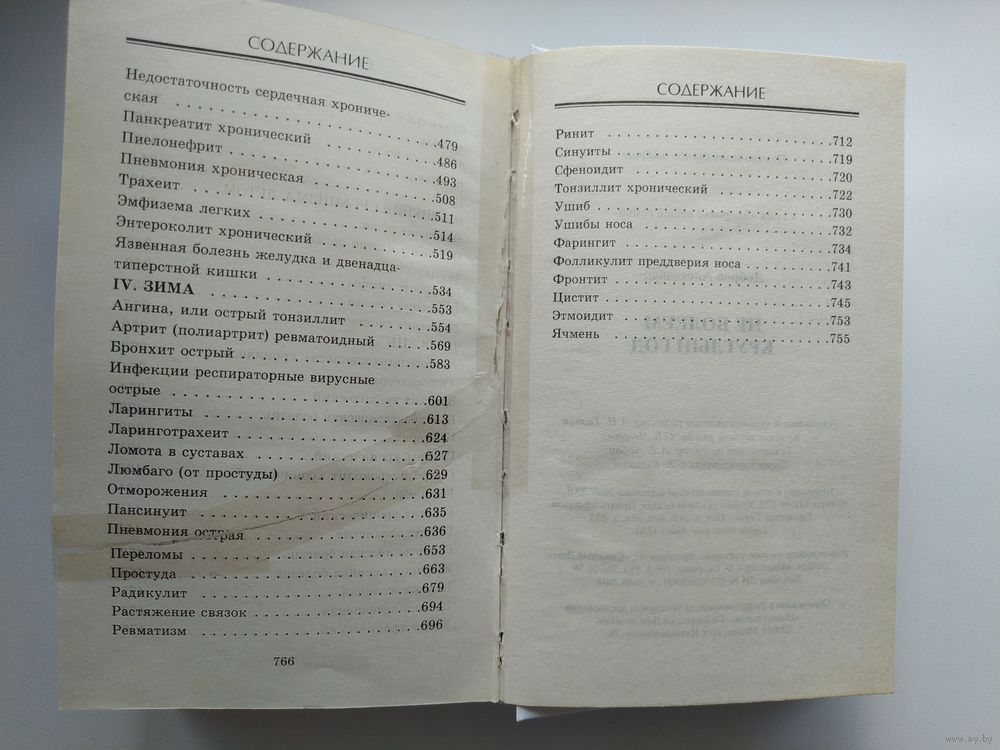 СОДЕРЖАНИЕ
Недостаточность сердечная хрониче-
ская . . . . . . . . . . . . . . . . . . . . .479
Панкреатит хронический . . . . . . . . . .486
Пиелонефрит . . . . . . . . . . . . . . . . .493
Пневмония хроническая . . . . . . . . . . .508
Трахеит . . . . . . . . . . . . . . . . . . .511
Эмфизема легких . . . . . . . . . . . . . . .514
Энтероколит хронический . . . . . . . . . .519
Язвенная болезнь желудка и двенадца-
типерстной кишки . . . . . . . . . . . . . .534
IV. ЗИМА . . . . . . . . . . . . . . . . . .553
Ангина, или острый тонзиллит . . . . . . .554
Артрит (полиартрит) ревматоидный . . . .569
Бронхит острый . . . . . . . . . . . . . . .583
Инфекции респираторные вирусные
острые . . . . . . . . . . . . . . . . . . . .601
Ларингиты . . . . . . . . . . . . . . . . . .613
Ларинготрахеит . . . . . . . . . . . . . . .624
Ломота в суставах . . . . . . . . . . . . . .627
Люмбаго (от простуды) . . . . . . . . . . .629
Отморожения . . . . . . . . . . . . . . . . .631
Пансинуит . . . . . . . . . . . . . . . . . .635
Пневмония острая . . . . . . . . . . . . . .636
Переломы . . . . . . . . . . . . . . . . . .653
Простуда . . . . . . . . . . . . . . . . . .663
Радикулит . . . . . . . . . . . . . . . . . .679
Растяжение связок . . . . . . . . . . . . .694
Ревматизм . . . . . . . . . . . . . . . . . .696
766
СОДЕРЖАНИЕ
Ринит . . . . . . . . . . . . . . . . . . . .712
Синуиты . . . . . . . . . . . . . . . . . . .719
Сфеноидит . . . . . . . . . . . . . . . . . .720
Тонзиллит хронический . . . . . . . . . . .722
Ушиб . . . . . . . . . . . . . . . . . . . .730
Ушибы носа . . . . . . . . . . . . . . . . .732
Фарингит . . . . . . . . . . . . . . . . . .734
Фолликулит преддверия носа . . . . . . . .741
Фронтит . . . . . . . . . . . . . . . . . . .743
Цистит . . . . . . . . . . . . . . . . . . .745
Этмоидит . . . . . . . . . . . . . . . . . .753
Ячмень . . . . . . . . . . . . . . . . . . .755
www.ay.by